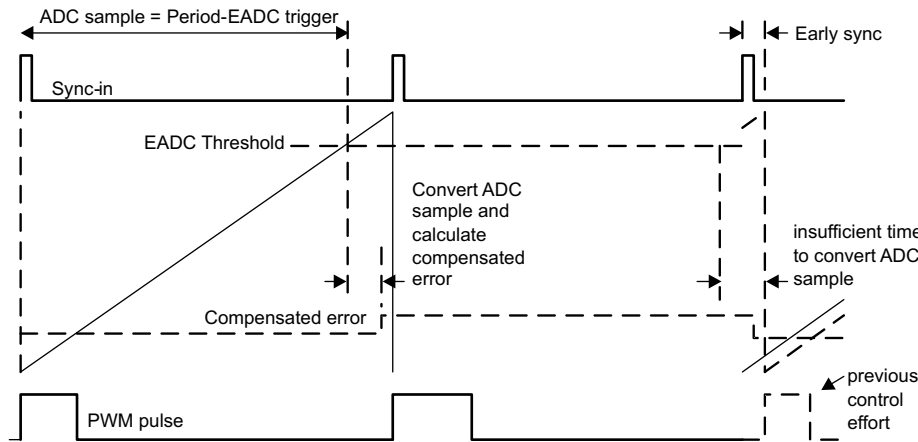 ADC sample = Period-EADC trigger
Early sync
Sync-in
EADC Threshold
Convert ADC
sample and
calculate
compensated
error
insufficient time
to convert ADC
sample
Compensated error
previous
control
effort
PWM pulse